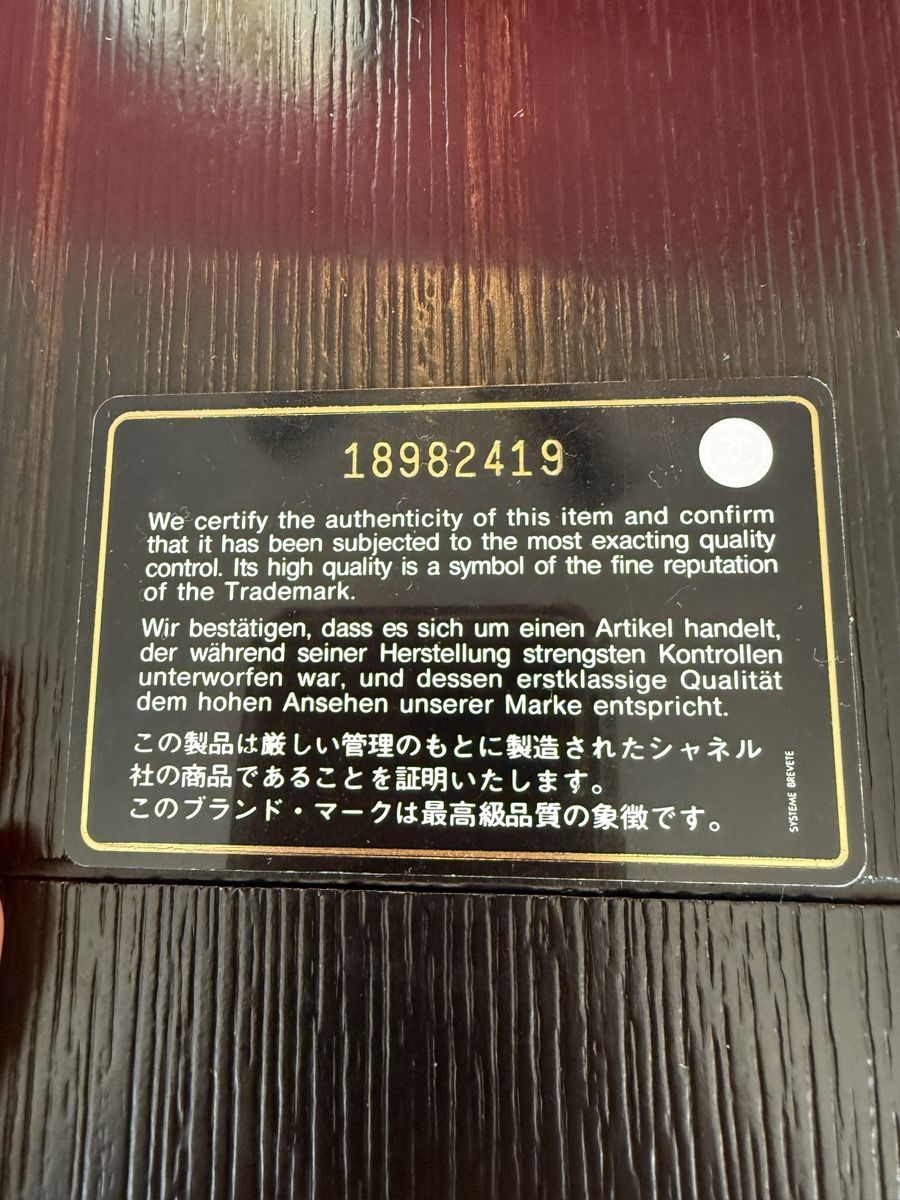 18982419
We certify the authenticity of this item and confirm
that it has been subjected to the most exacting quality
control. Its high quality is a symbol of the fine reputation
of the Trademark.
Wir bestätigen, dass es sich um einen Artikel handelt,
der während seiner Herstellung strengsten Kontrollen
unterworfen war, und dessen erstklassige Qualität
dem hohen Ansehen unserer Marke entspricht.
この製品は厳しい管理のもとに製造されたシャネル
社の商品であることを証明いたします。
このブランド・マークは最高級品質の象徴です。
SYSTEME BREVETE